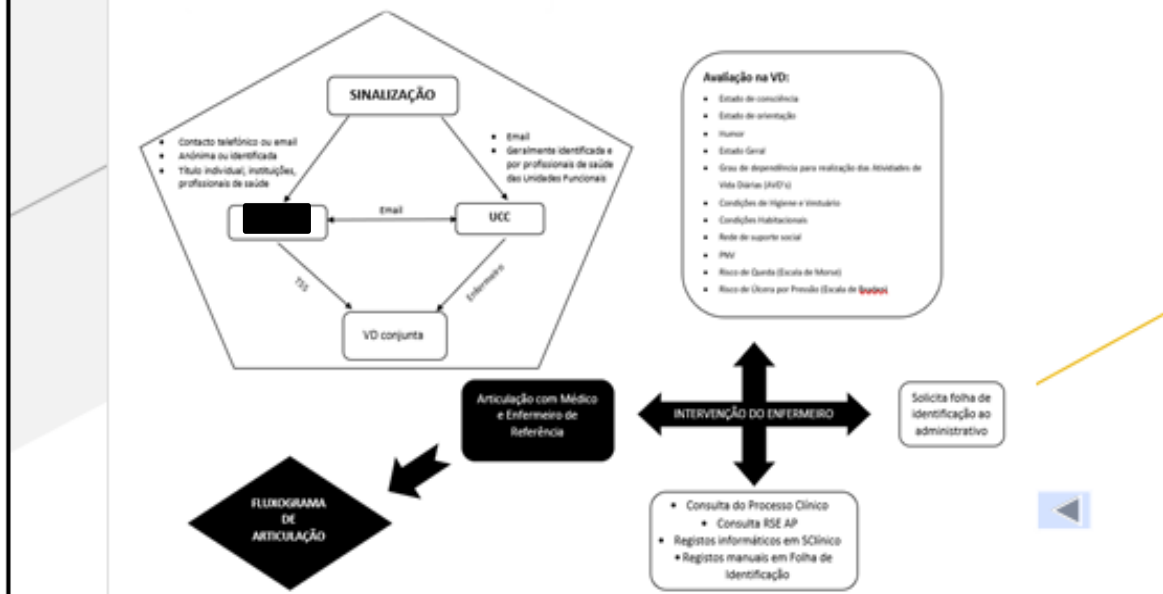 SINALIZAÇÃO
• Contacto telefónico ou email
• Anónima ou identificada
• Título individual, instituições,
profissionais de saúde
• Email
• Geralmente identificada e
por profissionais de saúde
das Unidades Funcionais
Email
UCC
TSS
Enfermeiro
VD conjunta
Avaliação na VD:
• Estado de consciência
• Estado de orientação
• Humor
• Estado Geral
• Grau de dependência para realização das Atividades de
Vida Diárias (AVD's)
• Condições de Higiene e Vestuário
• Condições Habitacionais
• Rede de suporte social
• PNV
• Risco de Queda (Escala de Morse)
• Risco de Úlcera por Pressão (Escala de
Articulação com Médico
e Enfermeiro de
Referência
INTERVENÇÃO DO ENFERMEIRO
Solicita folha de
identificação ao
administrativo
FLUXOGRAMA
DE
ARTICULAÇÃO
• Consulta do Processo Clínico
• Consulta RSE AP
• Registos informáticos em SClínico
• Registos manuais em Folha de
Identificação